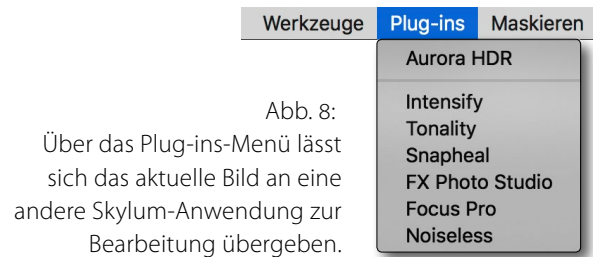 Werkzeuge Plug-ins Maskieren
Aurora HDR
Intensify
Tonality
Snapheal
FX Photo Studio
Focus Pro
Noiseless
Abb. 8:
Über das Plug-ins-Menü lässt
sich das aktuelle Bild an eine
andere Skylum-Anwendung zur
Bearbeitung übergeben.